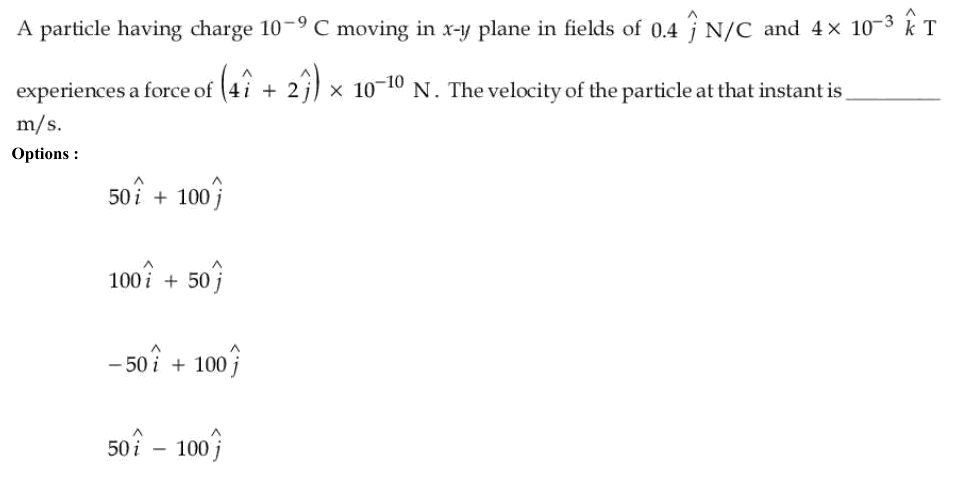 A particle having charge 10⁻⁹ C moving in x-y plane in fields of 0.4 ĵ N/C and 4 × 10⁻³ k̂ T
experiences a force of (4î + 2ĵ) × 10⁻¹⁰ N. The velocity of the particle at that instant is __________
m/s.
Options :
50î + 100ĵ
100î + 50ĵ
−50î + 100ĵ
50î − 100ĵ